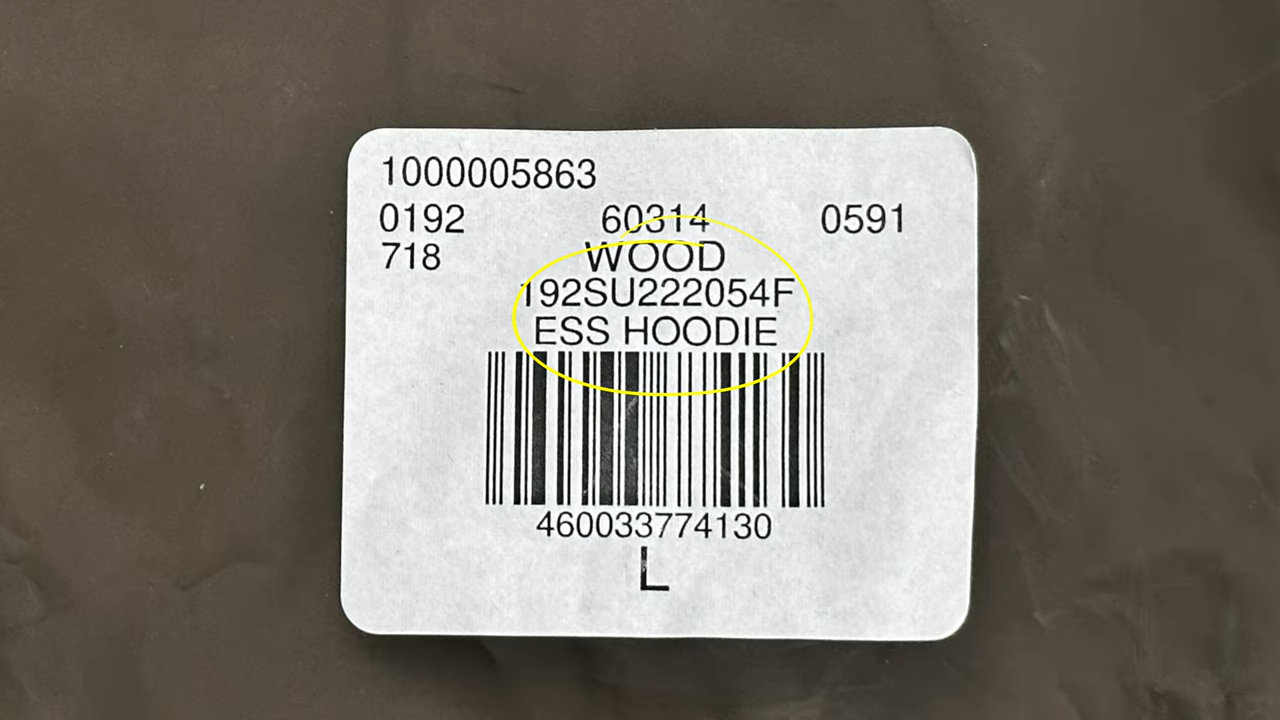 1000005863
0192 60314 0591
718 WOOD
192SU222054F
ESS HOODIE
460033774130
L